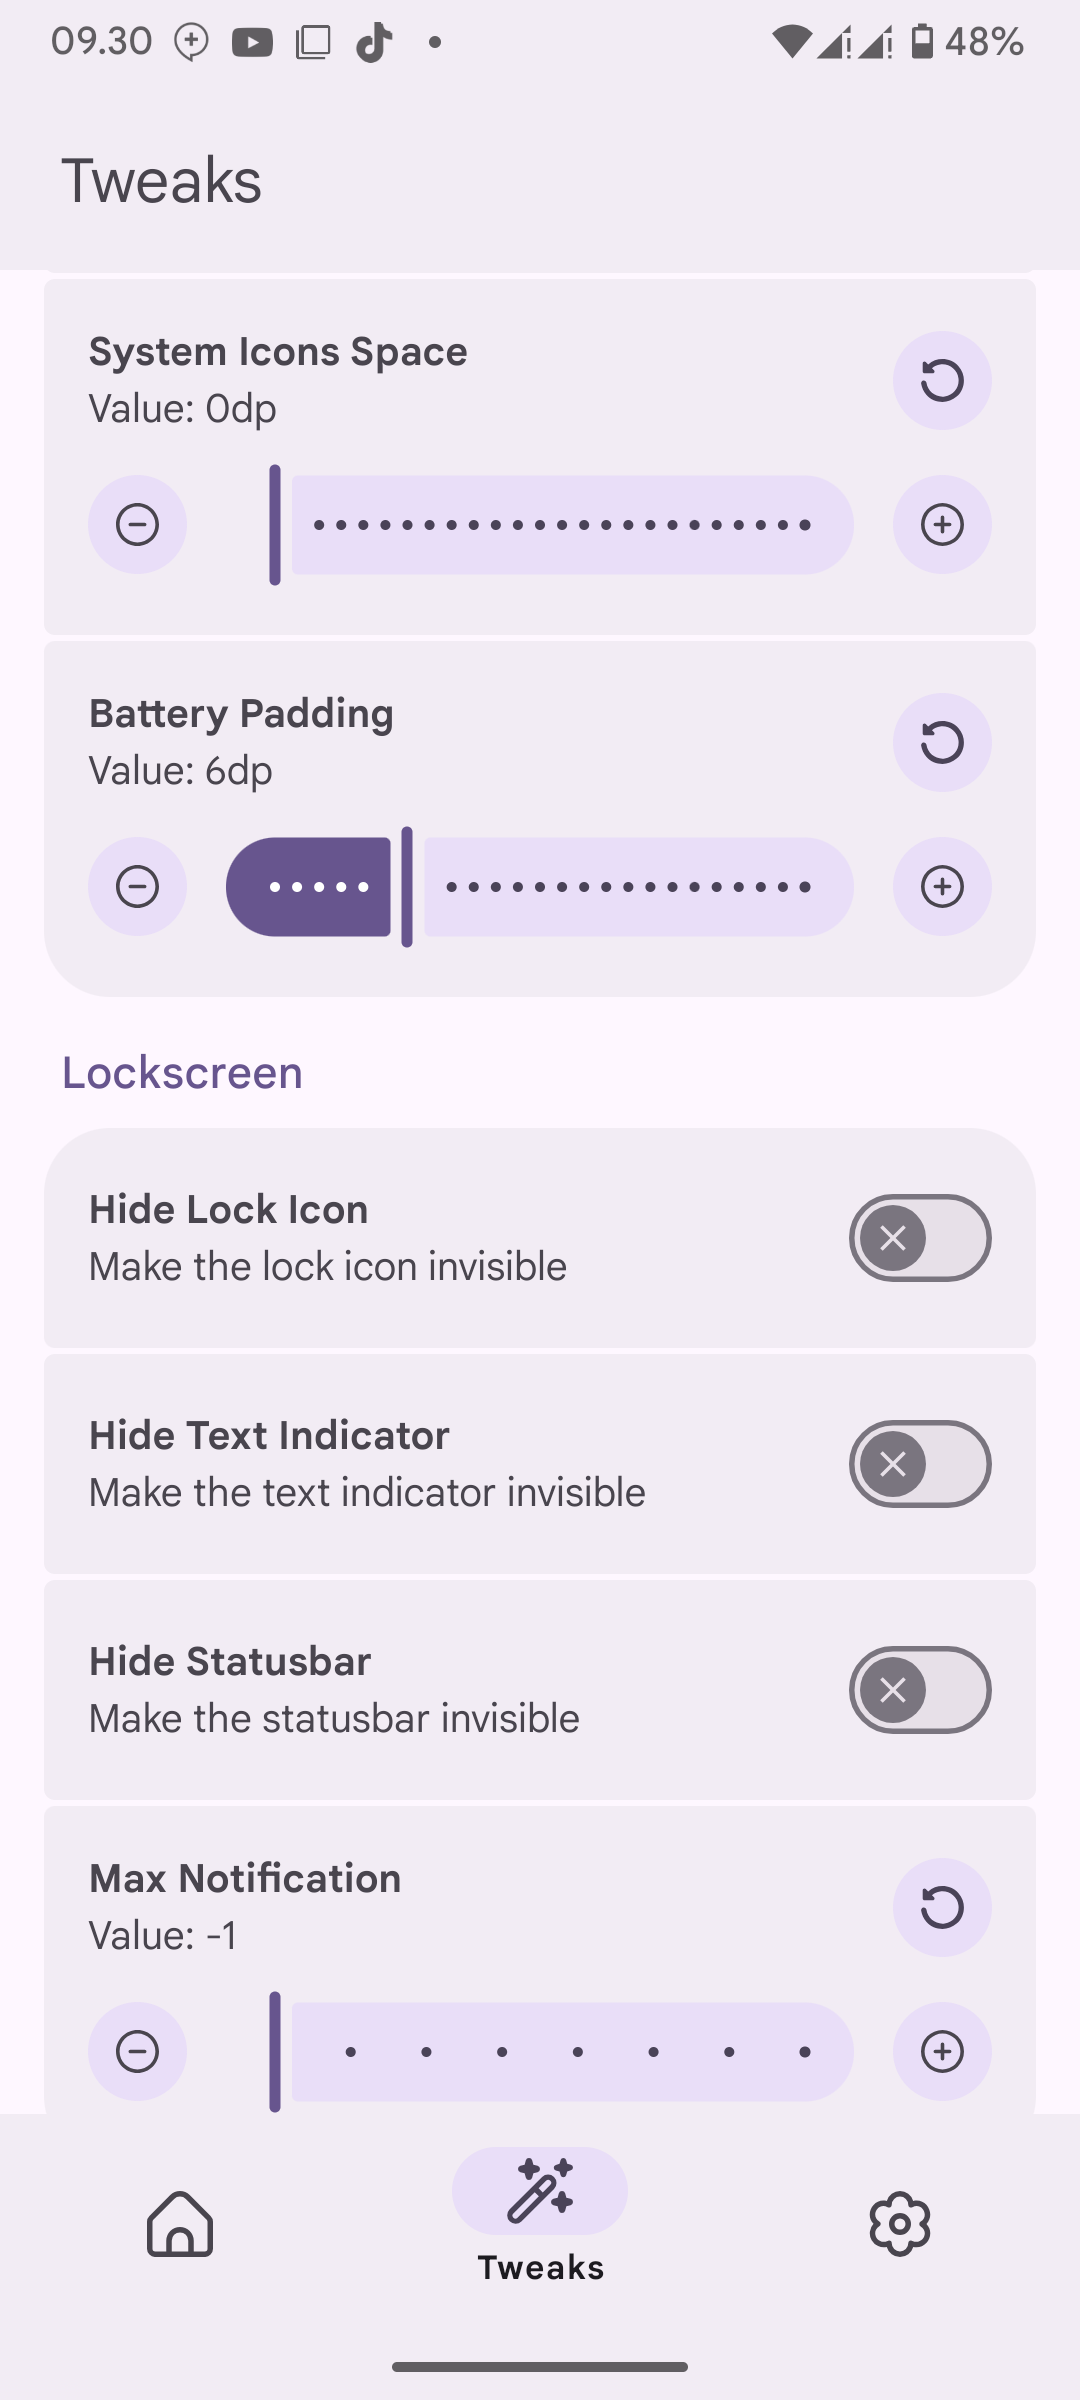 09.30
48%
Tweaks
System Icons Space
Value: 0dp
Battery Padding
Value: 6dp
Lockscreen
Hide Lock Icon
Make the lock icon invisible
Hide Text Indicator
Make the text indicator invisible
Hide Statusbar
Make the statusbar invisible
Max Notification
Value: -1
Tweaks